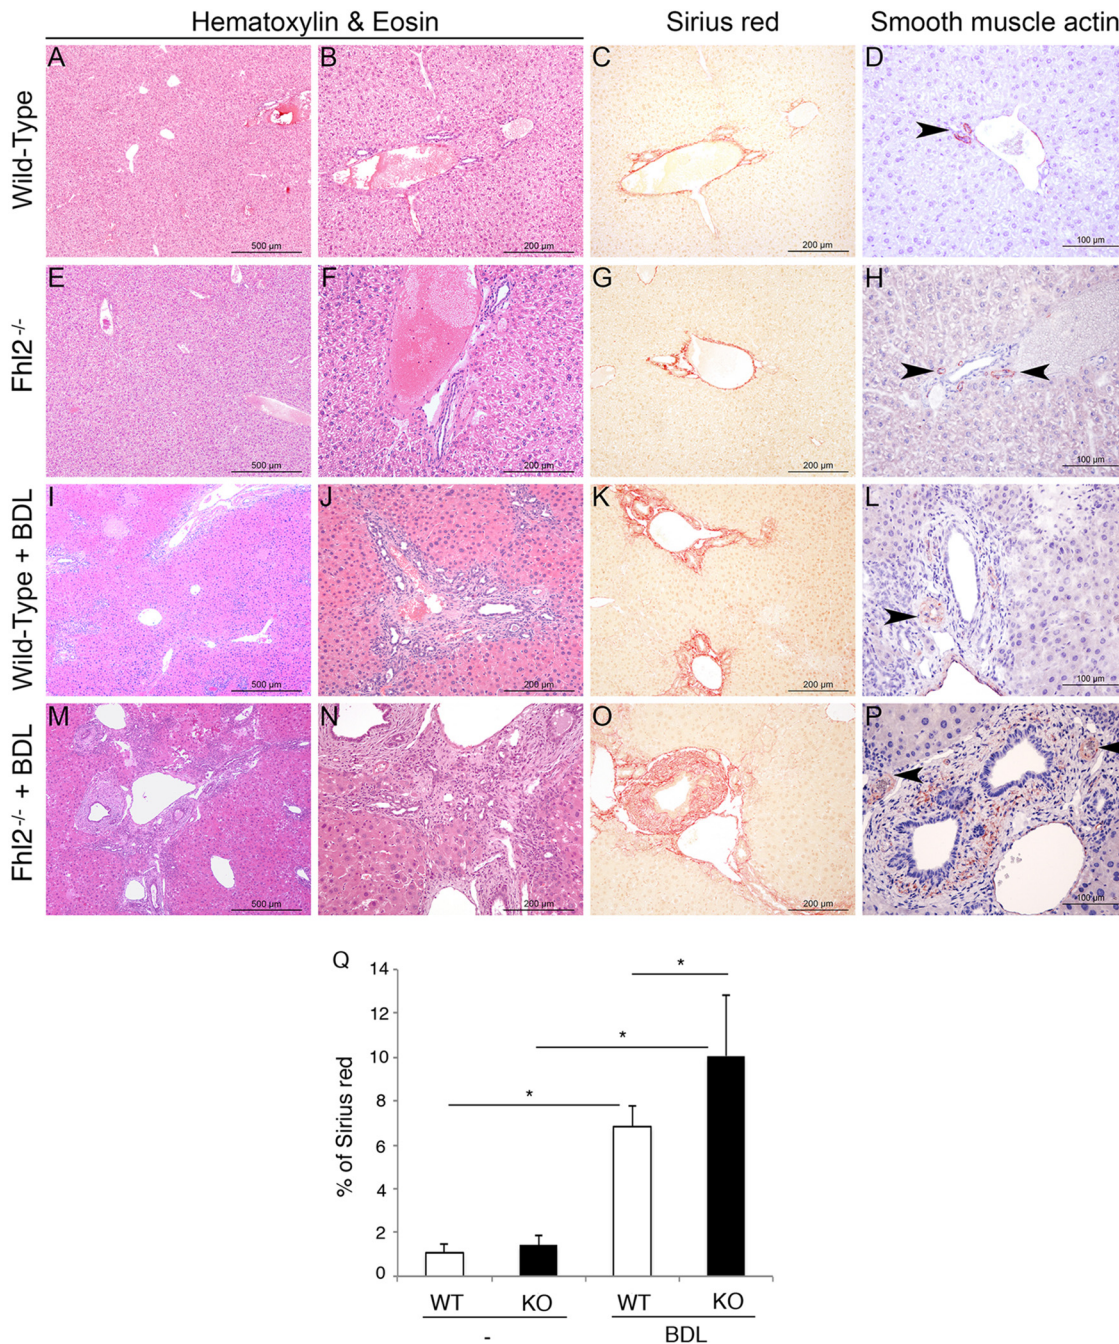 Hematoxylin & Eosin Sirius red Smooth muscle actin
Wild-Type
A B C D
500 µm 200 µm 200 µm 100 µm
Fhl2-/-
E F G H
500 µm 200 µm 200 µm 100 µm
Wild-Type + BDL
I J K L
500 µm 200 µm 200 µm 100 µm
Fhl2-/- + BDL
M N O P
500 µm 200 µm 200 µm 100 µm
Q
% of Sirius red
14
12
10
8
6
4
2
0
*
*
*
WT KO WT KO
- BDL